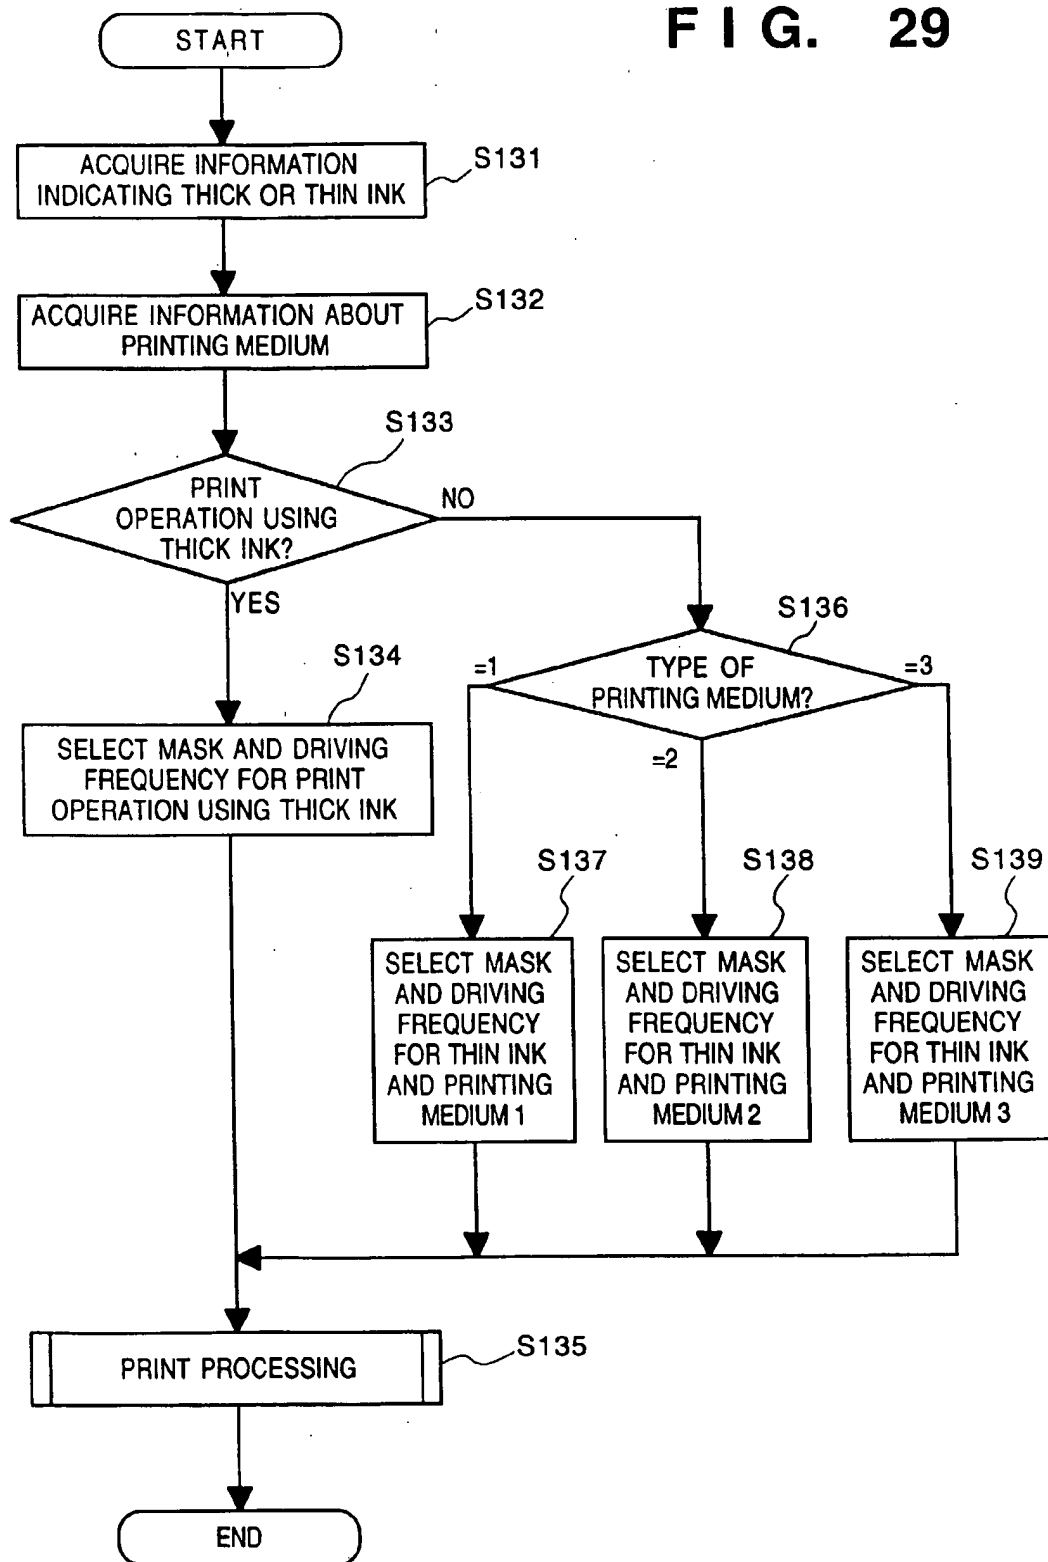 FIG. 29
START
ACQUIRE INFORMATION
INDICATING THICK OR THIN INK
S131
ACQUIRE INFORMATION ABOUT
PRINTING MEDIUM
S132
S133
PRINT
OPERATION USING
THICK INK?
NO
YES
S134
SELECT MASK AND DRIVING
FREQUENCY FOR PRINT
OPERATION USING THICK INK
S136
TYPE OF
PRINTING MEDIUM?
=1
=2
=3
S137
SELECT MASK
AND DRIVING
FREQUENCY
FOR THIN INK
AND PRINTING
MEDIUM 1
S138
SELECT MASK
AND DRIVING
FREQUENCY
FOR THIN INK
AND PRINTING
MEDIUM 2
S139
SELECT MASK
AND DRIVING
FREQUENCY
FOR THIN INK
AND PRINTING
MEDIUM 3
PRINT PROCESSING
S135
END